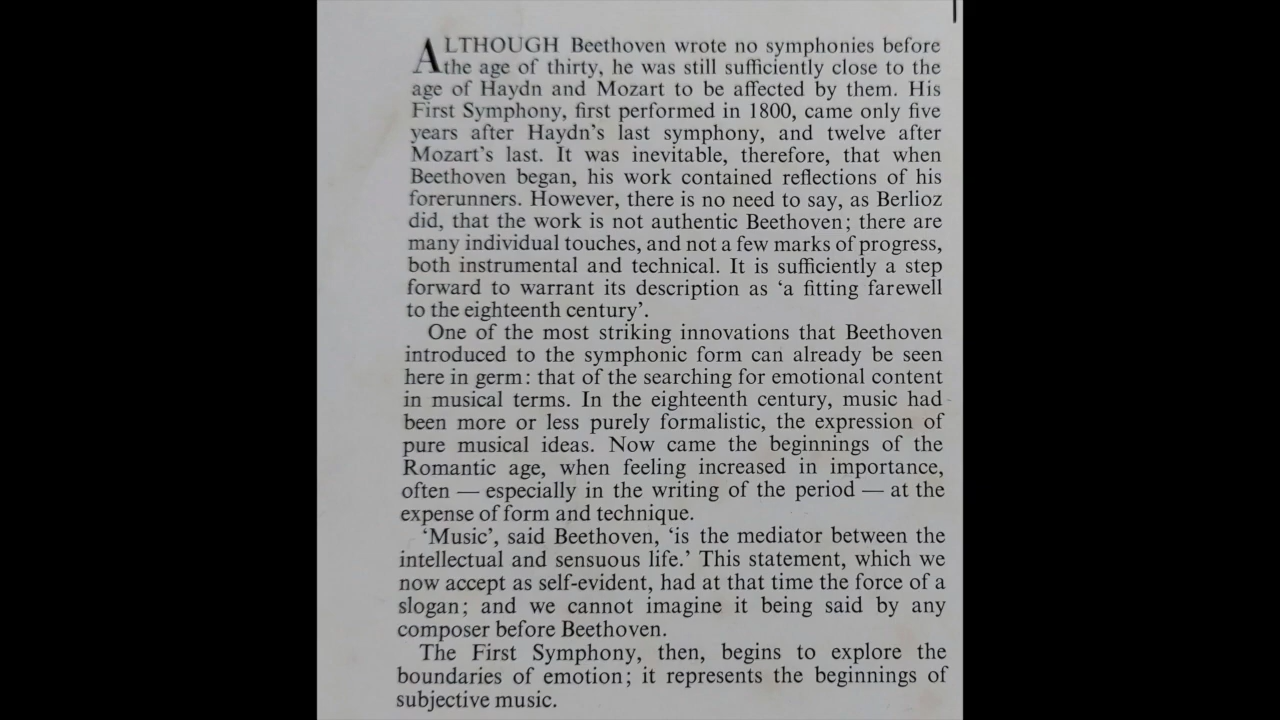 ALTHOUGH Beethoven wrote no symphonies before
the age of thirty, he was still sufficiently close to the
age of Haydn and Mozart to be affected by them. His
First Symphony, first performed in 1800, came only five
years after Haydn's last symphony, and twelve after
Mozart's last. It was inevitable, therefore, that when
Beethoven began, his work contained reflections of his
forerunners. However, there is no need to say, as Berlioz
did, that the work is not authentic Beethoven; there are
many individual touches, and not a few marks of progress,
both instrumental and technical. It is sufficiently a step
forward to warrant its description as ‘a fitting farewell
to the eighteenth century’.
One of the most striking innovations that Beethoven
introduced to the symphonic form can already be seen
here in germ: that of the searching for emotional content
in musical terms. In the eighteenth century, music had
been more or less purely formalistic, the expression of
pure musical ideas. Now came the beginnings of the
Romantic age, when feeling increased in importance,
often — especially in the writing of the period — at the
expense of form and technique.
‘Music’, said Beethoven, ‘is the mediator between the
intellectual and sensuous life.’ This statement, which we
now accept as self-evident, had at that time the force of a
slogan; and we cannot imagine it being said by any
composer before Beethoven.
The First Symphony, then, begins to explore the
boundaries of emotion; it represents the beginnings of
subjective music.